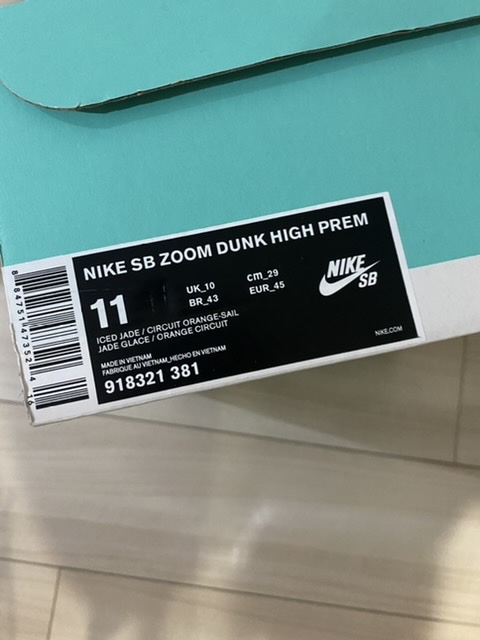 NIKE SB ZOOM DUNK HIGH PREM
11
UK_10
cm_29
BR_43
EUR_45
NIKE
SB
ICED JADE / CIRCUIT ORANGE-SAIL
JADE GLACE / ORANGE CIRCUIT
MADE IN VIETNAM
FABRIQUE AU VIETNAM_HECHO EN VIETNAM
918321 381
NIKE.COM